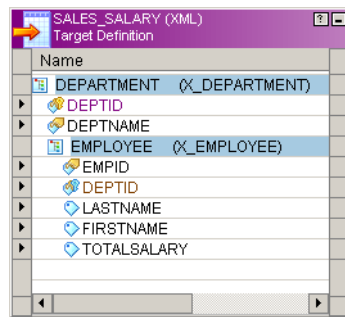 SALES_SALARY (XML)
Target Definition
Name
DEPARTMENT (X_DEPARTMENT)
DEPTID
DEPTNAME
EMPLOYEE (X_EMPLOYEE)
EMPID
DEPTID
LASTNAME
FIRSTNAME
TOTALSALARY